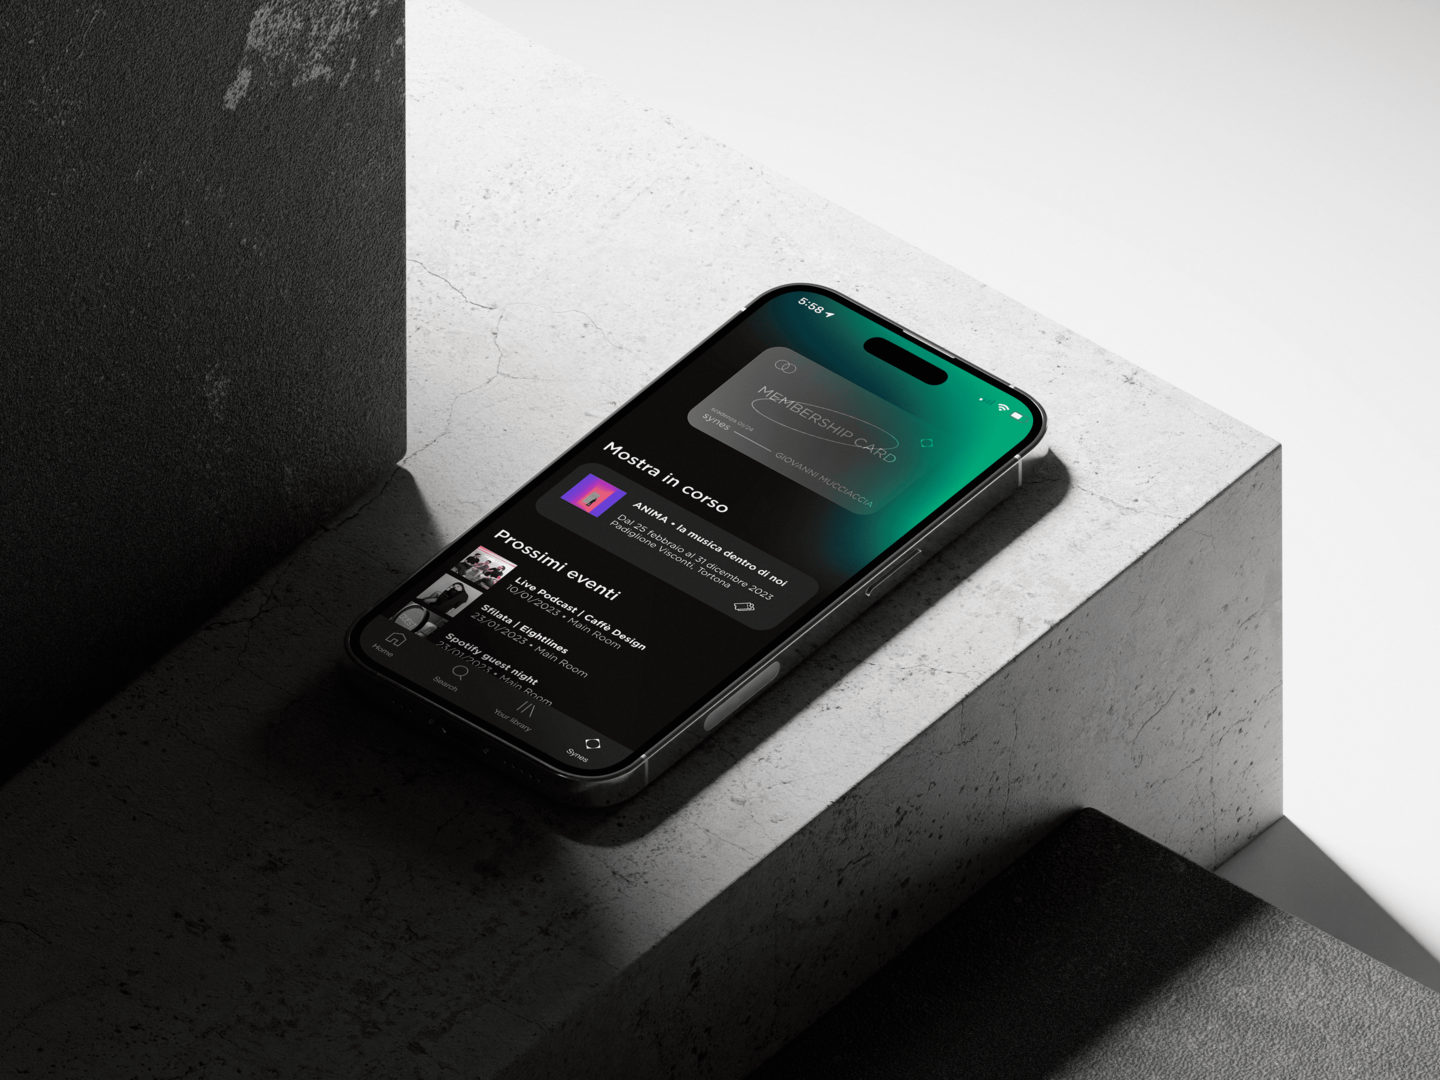 5:58
MEMBERSHIP CARD
scadenza 01/24
synes
GIOVANNI MUCCIACCIA
Mostra in corso
ANIMA • la musica dentro di noi
Dal 25 febbraio al 31 dicembre 2023
Padiglione Visconti, Tortona
Prossimi eventi
Live Podcast | Caffè Design
10/01/2023 • Main Room
Sfilata | Eightlines
23/01/2023 • Main Room
Spotify guest night
23/01/2023 • Main Room
Home
Search
Your library
Synes